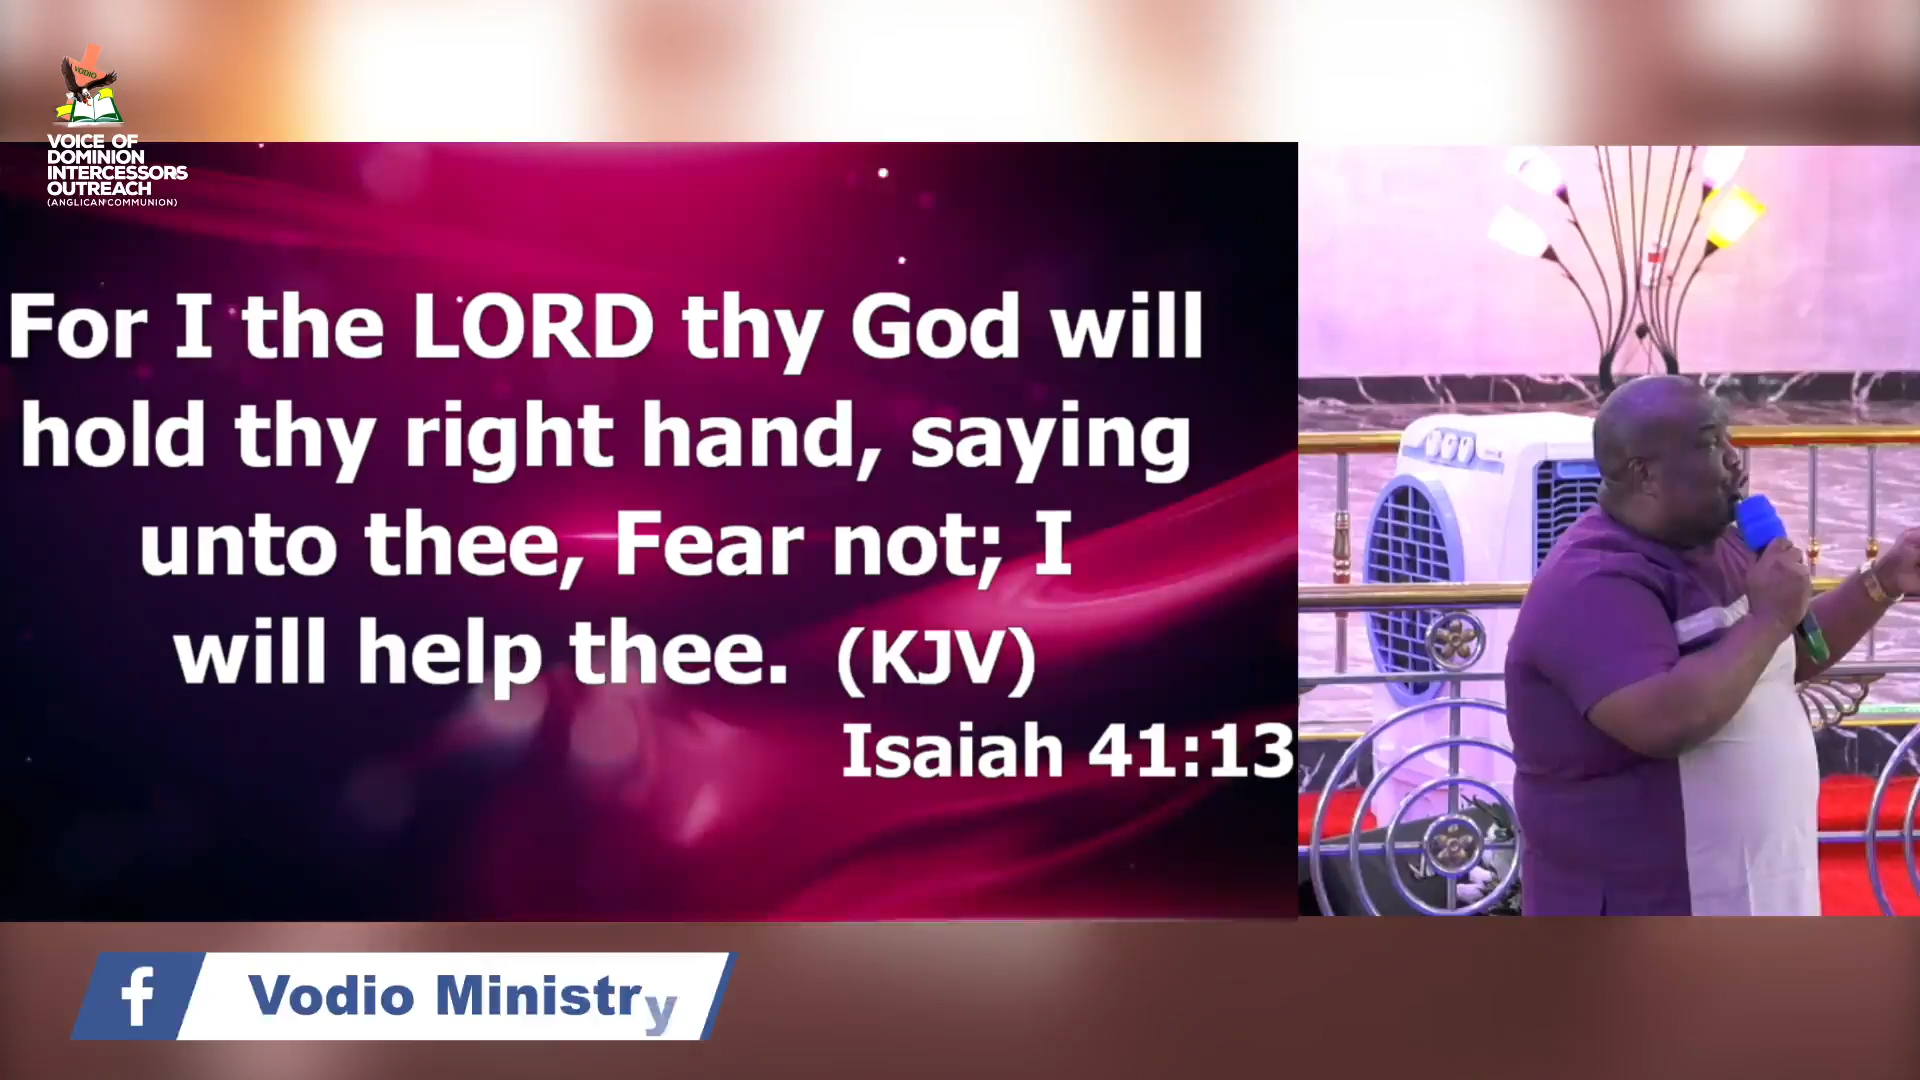 VODIO
VOICE OF
DOMINION
INTERCESSORS
OUTREACH
(ANGLICAN COMMUNION)
For I the LORD thy God will
hold thy right hand, saying
unto thee, Fear not; I
will help thee. (KJV)
Isaiah 41:13
f Vodio Ministry